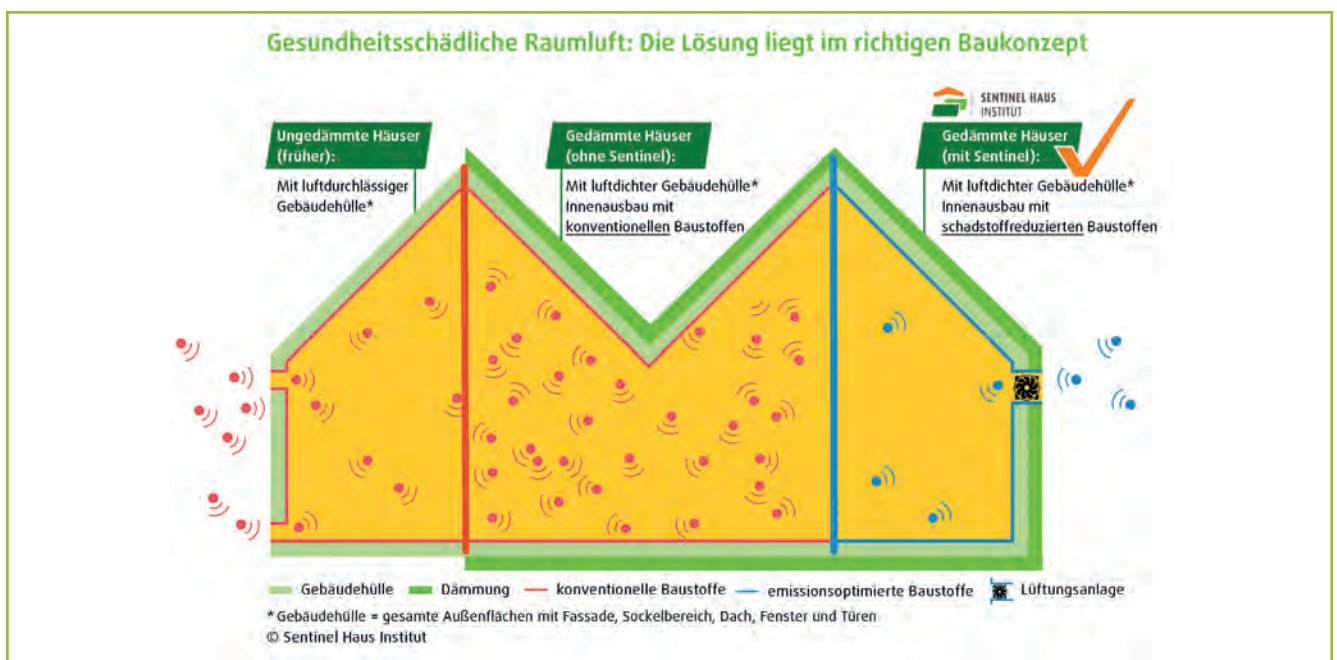 Gesundheitsschädliche Raumluft: Die Lösung liegt im richtigen Baukonzept
SENTINEL HAUS
INSTITUT
Ungedämmte Häuser
(früher):
Mit luftdurchlässiger
Gebäudehülle*
Gedämmte Häuser
(ohne Sentinel):
Mit luftdichter Gebäudehülle*
Innenausbau mit
konventionellen Baustoffen
Gedämmte Häuser
(mit Sentinel):
Mit luftdichter Gebäudehülle*
Innenausbau mit
schadstoffreduzierten Baustoffen
Gebäudehülle Dämmung konventionelle Baustoffe emissionsoptimierte Baustoffe Lüftungsanlage
* Gebäudehülle = gesamte Außenflächen mit Fassade, Sockelbereich, Dach, Fenster und Türen
© Sentinel Haus Institut